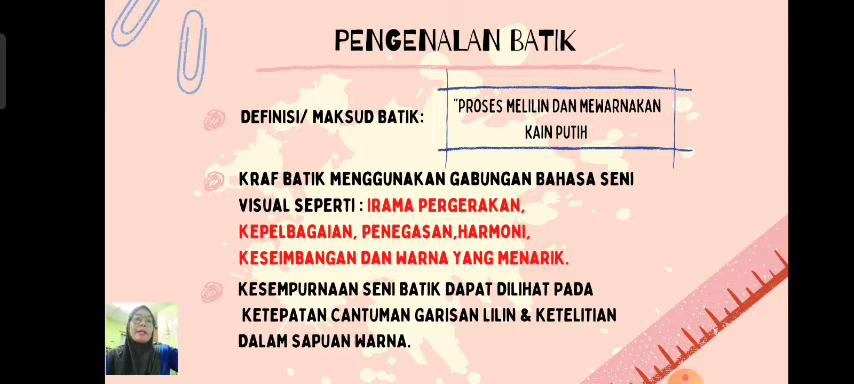 PENGENALAN BATIK
DEFINISI/ MAKSUD BATIK:
"PROSES MELILIN DAN MEWARNAKAN
KAIN PUTIH
KRAF BATIK MENGGUNAKAN GABUNGAN BAHASA SENI
VISUAL SEPERTI : IRAMA PERGERAKAN,
KEPELBAGAIAN, PENEGASAN,HARMONI,
KESEIMBANGAN DAN WARNA YANG MENARIK.
KESEMPURNAAN SENI BATIK DAPAT DILIHAT PADA
KETEPATAN CANTUMAN GARISAN LILIN & KETELITIAN
DALAM SAPUAN WARNA.